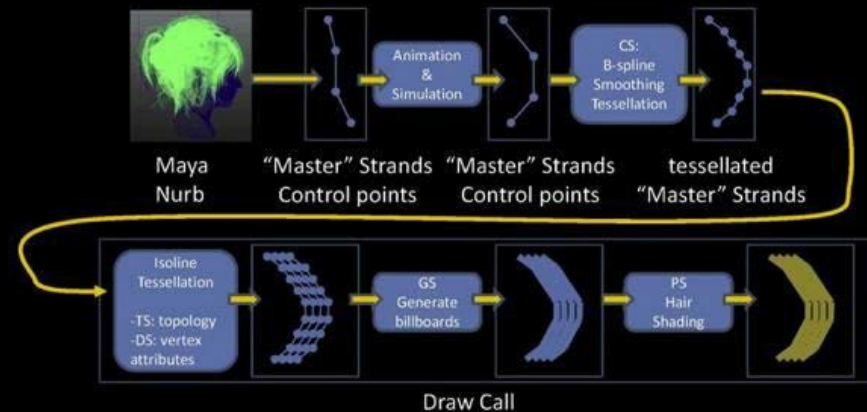 Animation
&
Simulation
CS:
B-spline
Smoothing
Tessellation
Maya
Nurb
“Master” Strands
Control points
“Master” Strands
Control points
tessellated
“Master” Strands
Isoline
Tessellation
-TS: topology
-DS: vertex
attributes
GS
Generate
billboards
PS
Hair
Shading
Draw Call